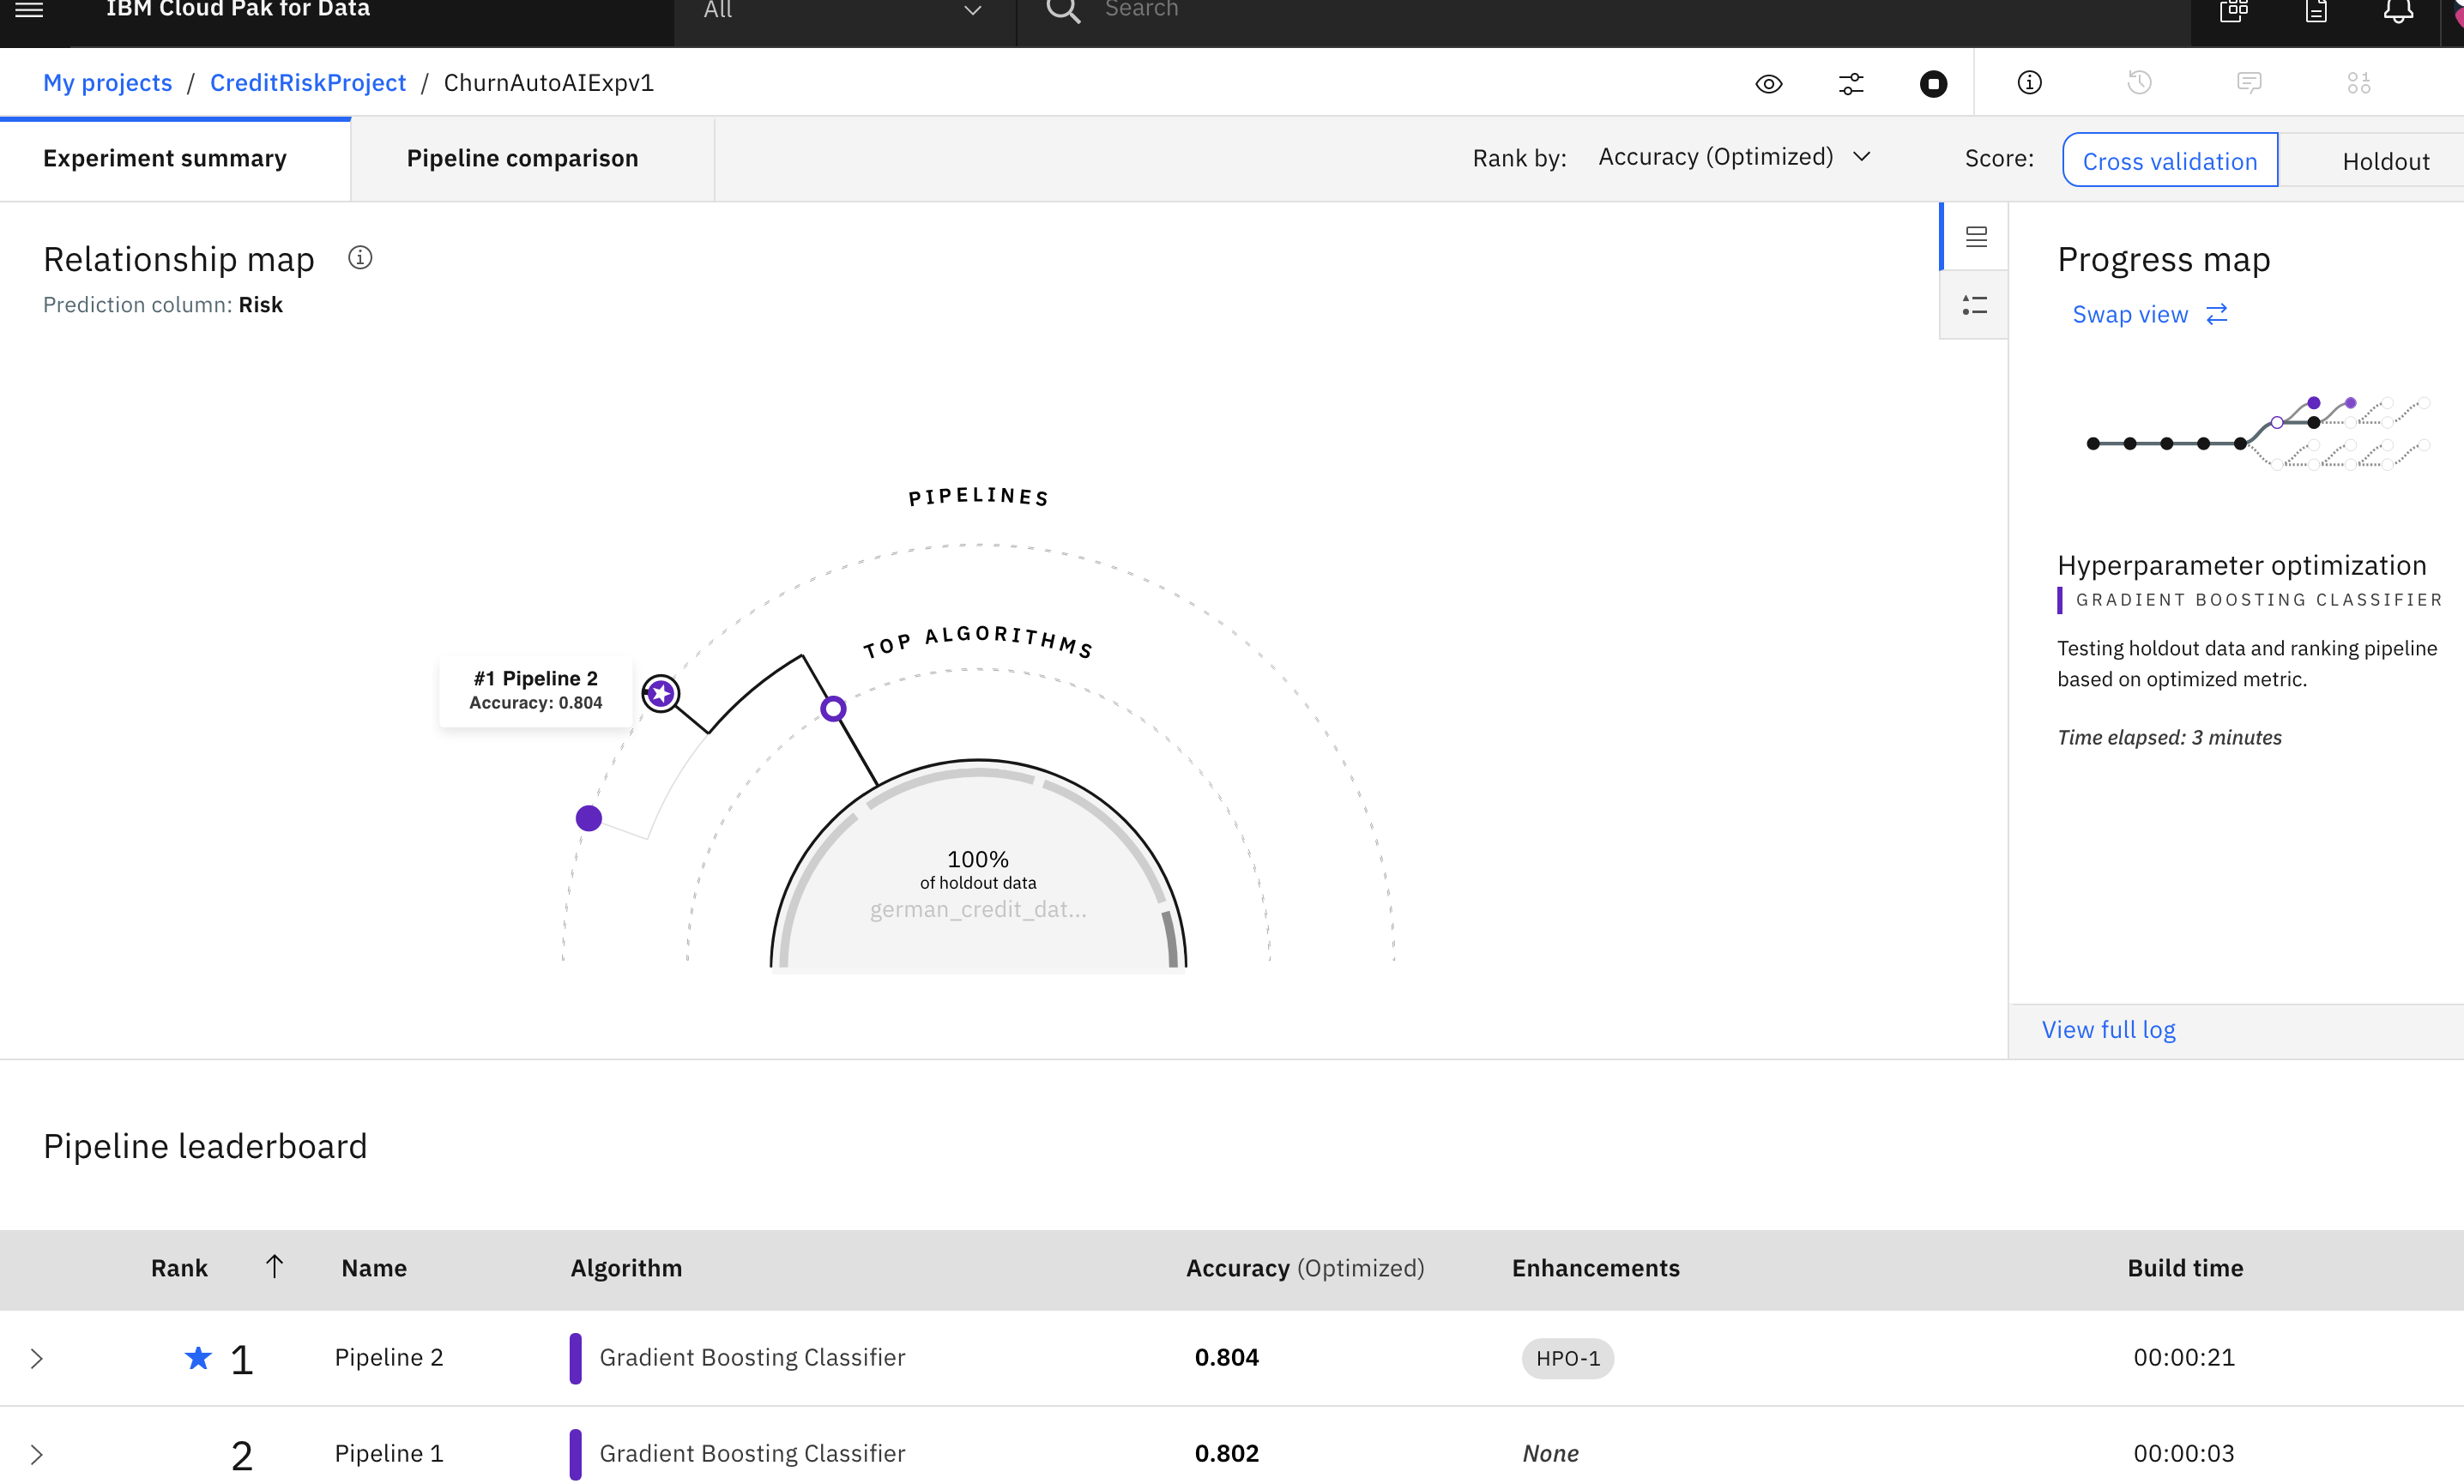 IBM Cloud Pak for Data
All
Search
My projects / CreditRiskProject / ChurnAutoAIExpv1
Experiment summary
Pipeline comparison
Rank by: Accuracy (Optimized)
Score: Cross validation Holdout
Relationship map
Prediction column: Risk
PIPELINES
TOP ALGORITHMS
#1 Pipeline 2
Accuracy: 0.804
100%
of holdout data
german_credit_dat...
Progress map
Swap view
Hyperparameter optimization
GRADIENT BOOSTING CLASSIFIER
Testing holdout data and ranking pipeline
based on optimized metric.
Time elapsed: 3 minutes
View full log
Pipeline leaderboard
Rank Name Algorithm Accuracy (Optimized) Enhancements Build time
1 Pipeline 2 Gradient Boosting Classifier 0.804 HPO-1 00:00:21
2 Pipeline 1 Gradient Boosting Classifier 0.802 None 00:00:03